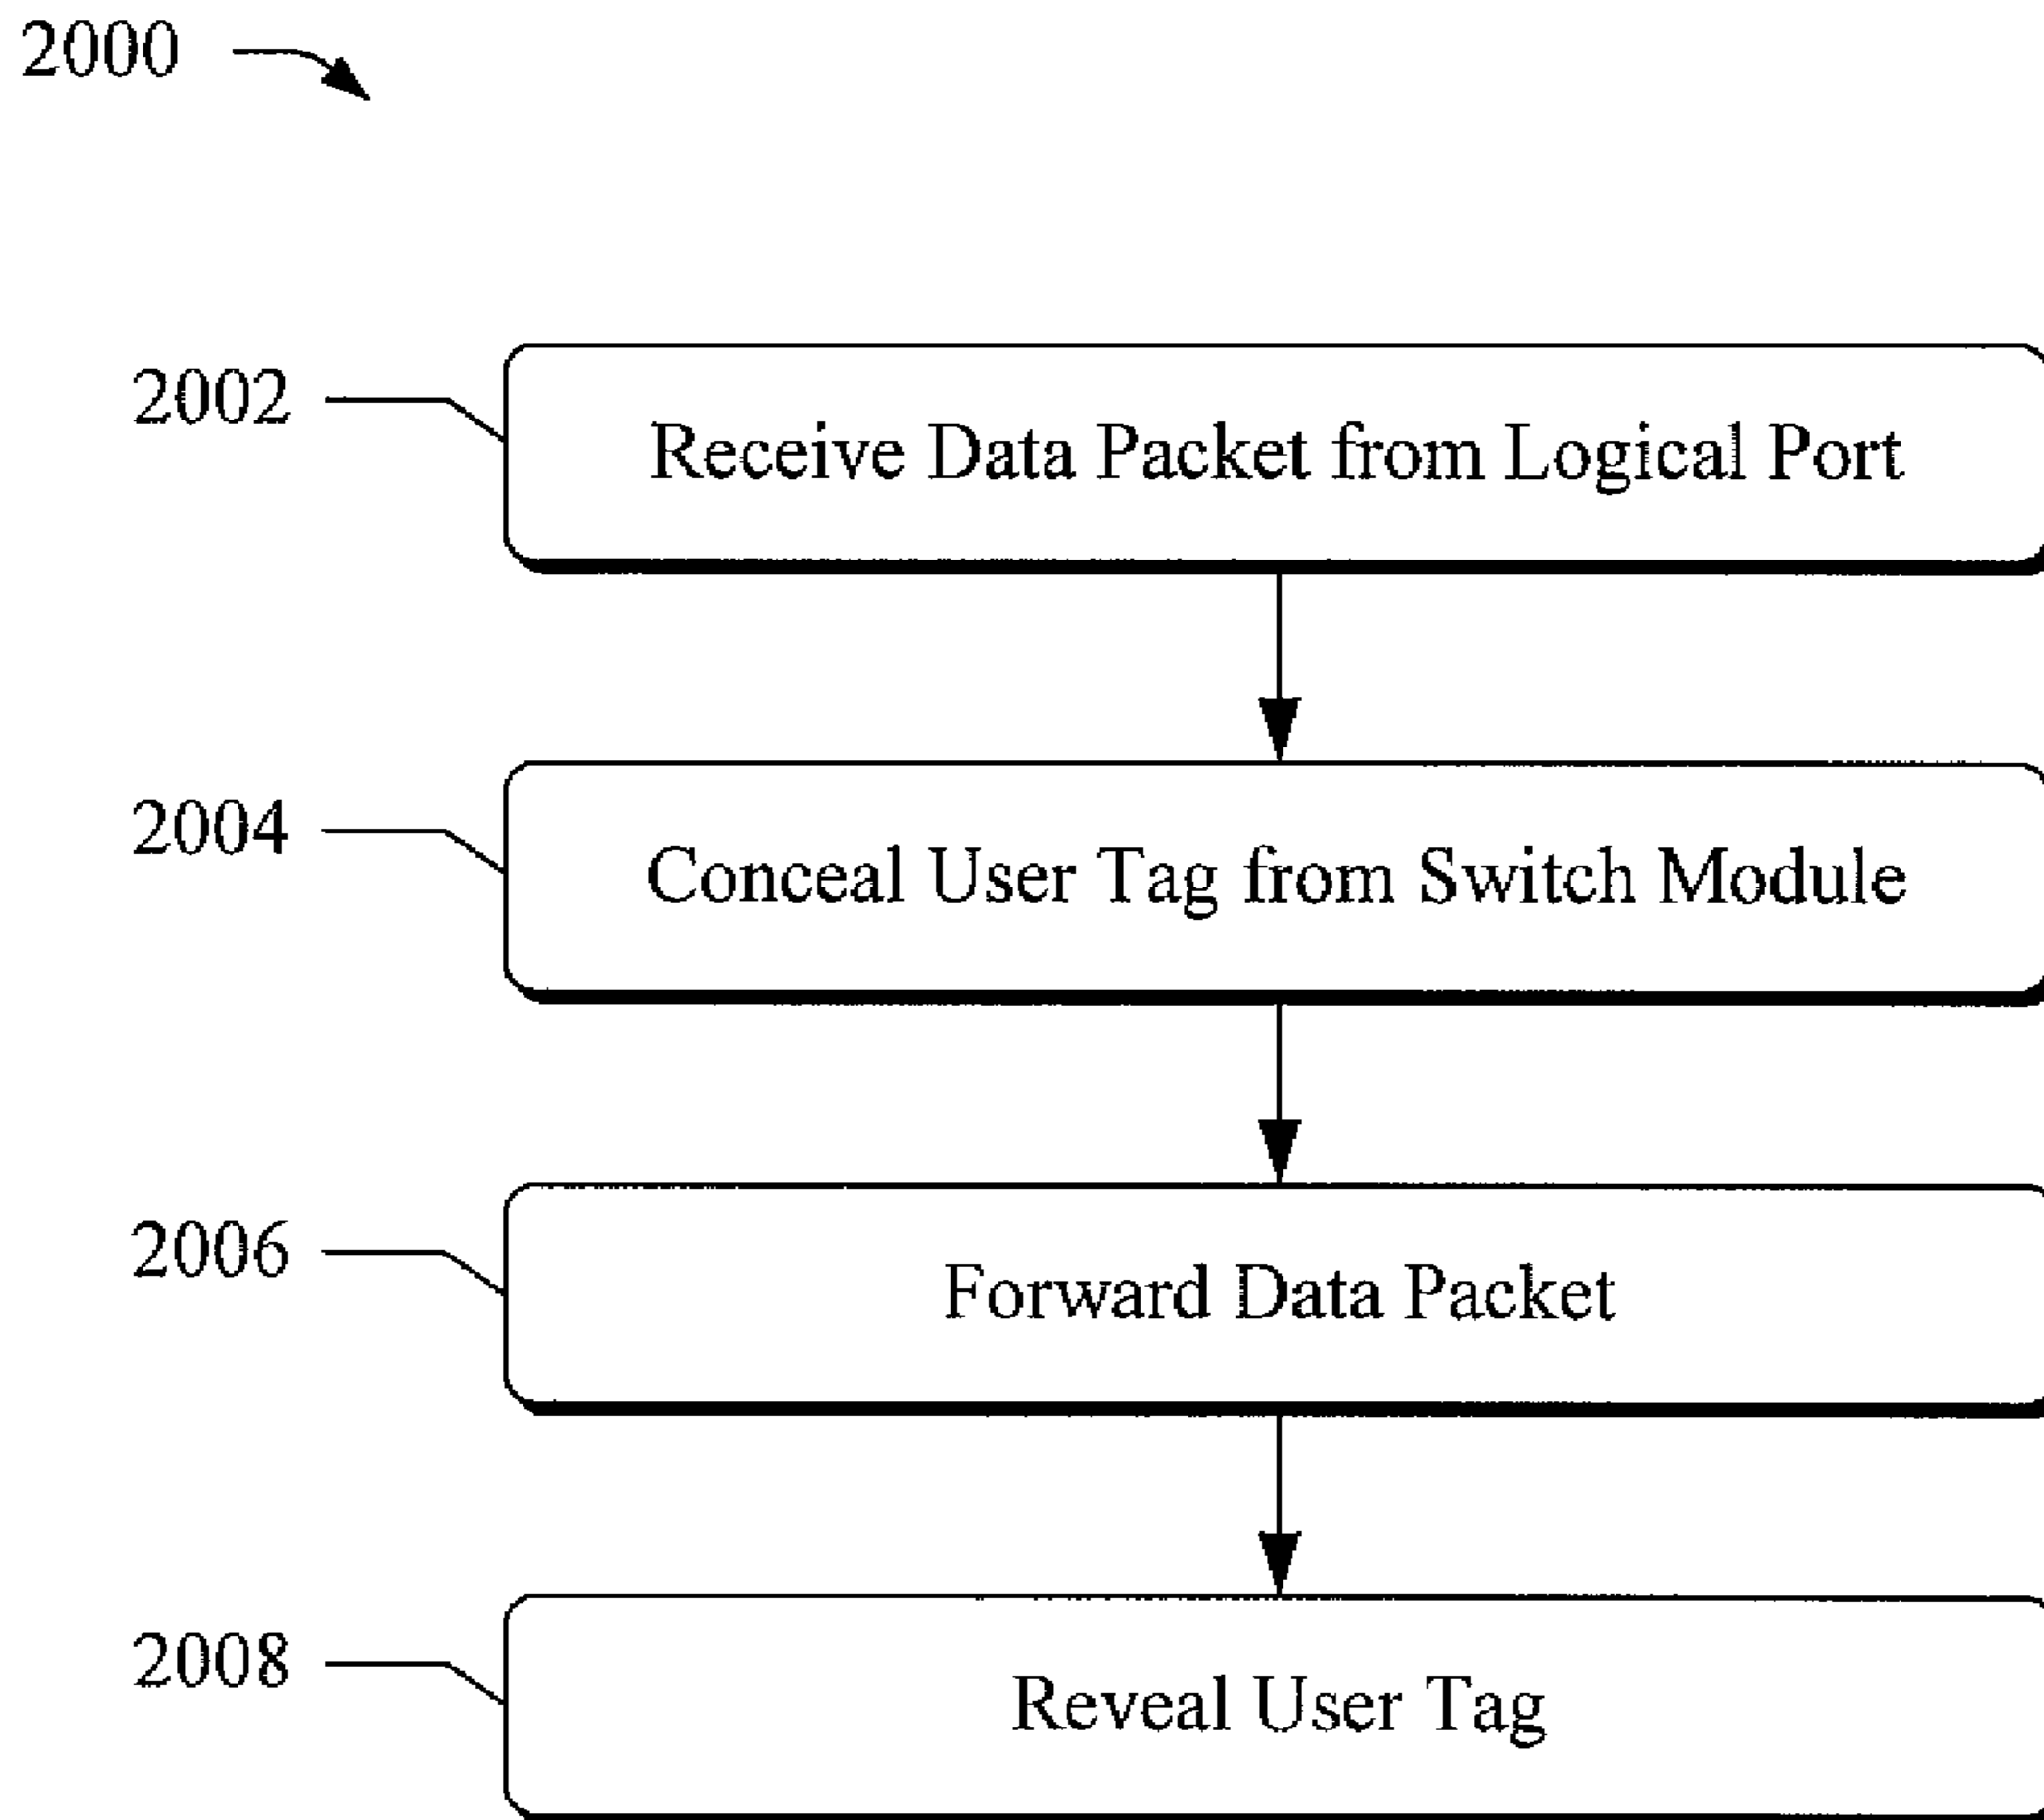 2000
2002
Receive Data Packet from Logical Port
2004
Conceal User Tag from Switch Module
2006
Forward Data Packet
2008
Reveal User Tag